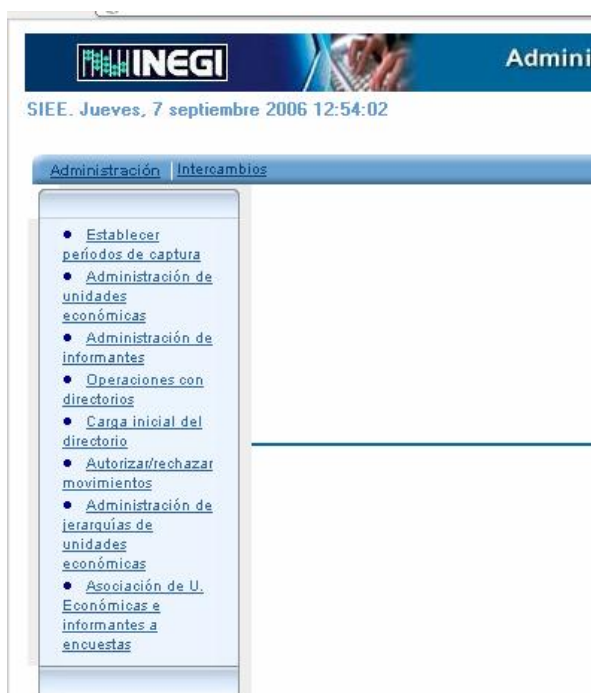 INEGI
Admini
SIEE. Jueves, 7 septiembre 2006 12:54:02
Administración | Intercambios
• Establecer
períodos de captura
• Administración de
unidades
económicas
• Administración de
informantes
• Operaciones con
directorios
• Carga inicial del
directorio
• Autorizar/rechazar
movimientos
• Administración de
jerarquías de
unidades
económicas
• Asociación de U.
Económicas e
informantes a
encuestas